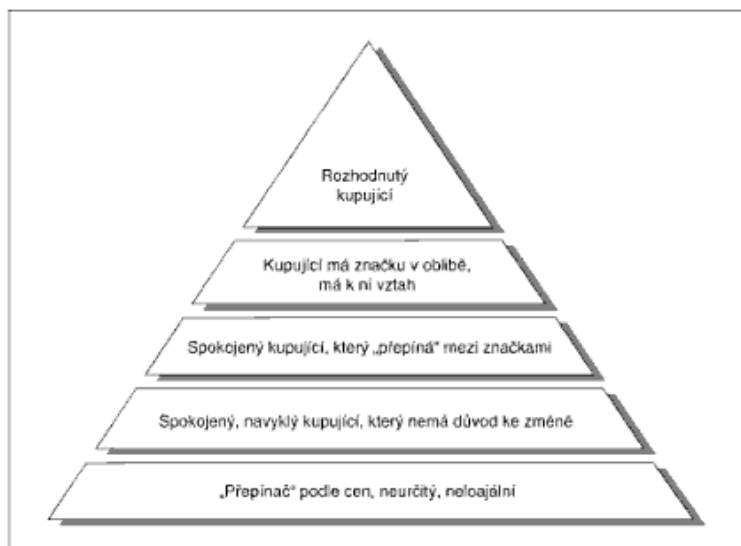 Rozhodnutý
kupující
Kupující má značku v oblibě,
má k ní vztah
Spokojený kupující, který „přepíná“ mezi značkami
Spokojený, navyklý kupující, který nemá důvod ke změně
„Přepínač“ podle cen, neurčitý, neloajální